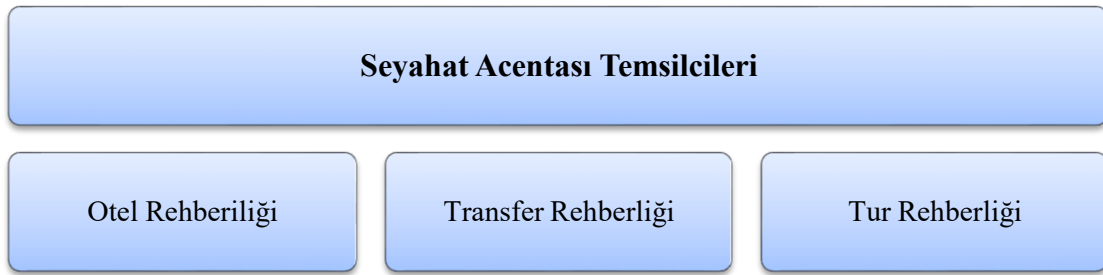 Seyahat Acentası Temsilcileri
Otel Rehberiliği
Transfer Rehberliği
Tur Rehberliği